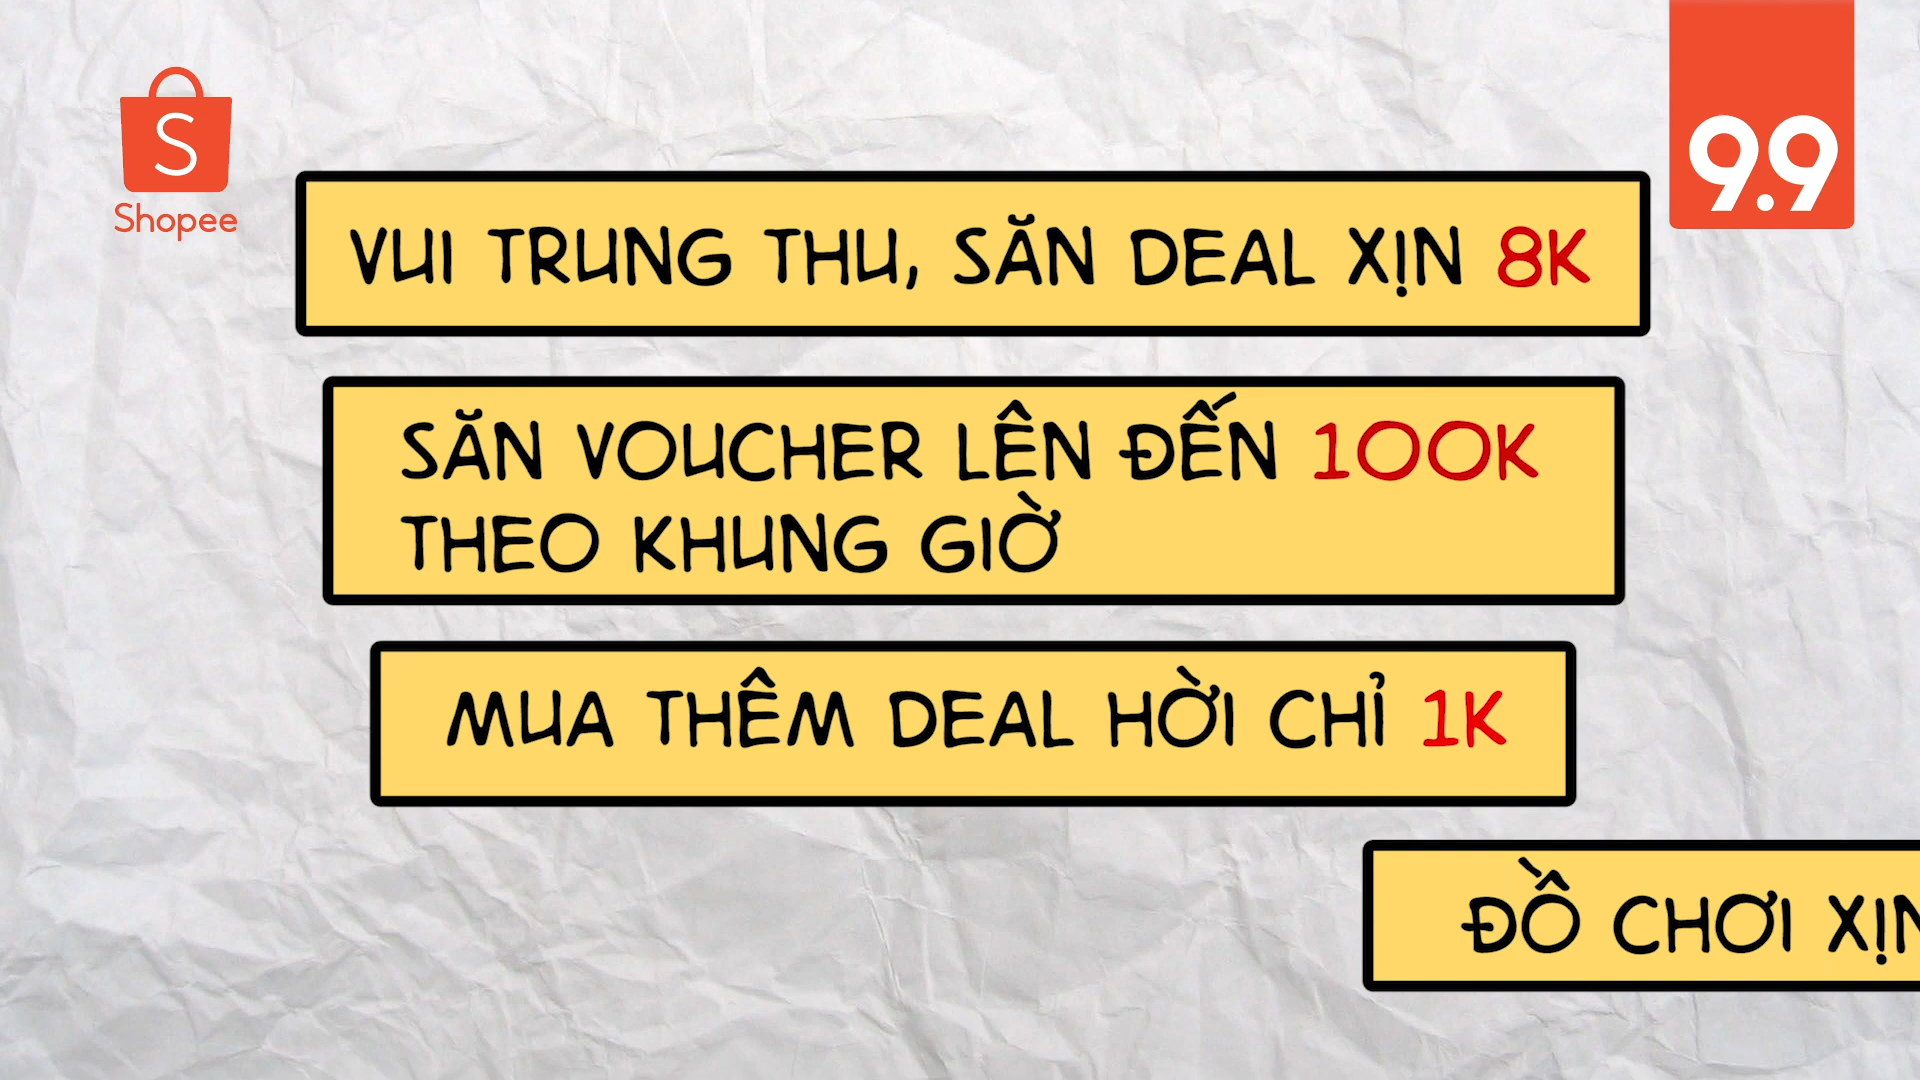 Shopee
9.9
VUI TRUNG THU, SĂN DEAL XỊN 8K
SĂN VOUCHER LÊN ĐẾN 100K
THEO KHUNG GIỜ
MUA THÊM DEAL HỜI CHỈ 1K
ĐỒ CHƠI XỊN